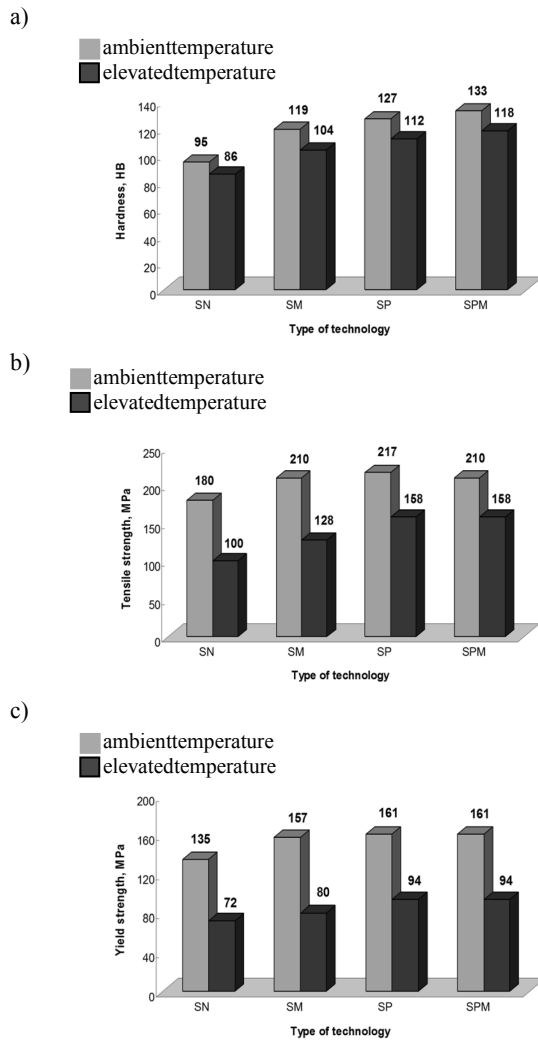 a)
ambienttemperature
elevatedtemperature
Hardness, HB
140
120
100
80
60
40
20
0
95
86
119
104
127
112
133
118
SN SM SP SPM
Type of technology
b)
ambienttemperature
elevatedtemperature
Tensile strength, MPa
250
200
150
100
50
0
180
100
210
128
217
158
210
158
SN SM SP SPM
Type of technology
c)
ambienttemperature
elevatedtemperature
Yield strength, MPa
200
160
120
80
40
0
135
72
157
80
161
94
161
94
SN SM SP SPM
Type of technology